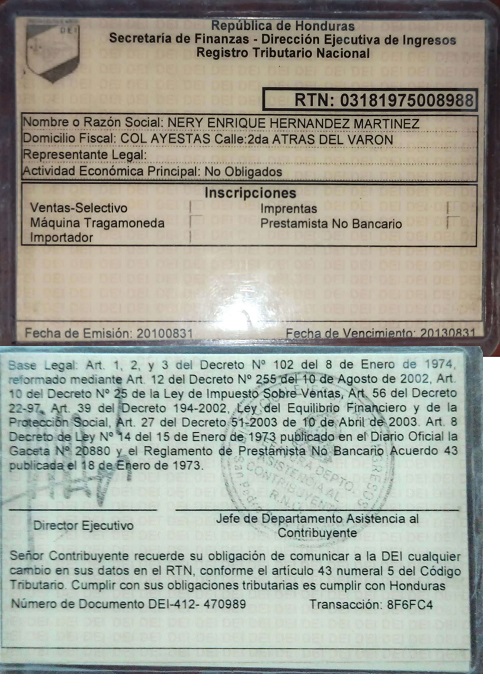 DEI
República de Honduras
Secretaría de Finanzas - Dirección Ejecutiva de Ingresos
Registro Tributario Nacional
RTN: 03181975008988
Nombre o Razón Social: NERY ENRIQUE HERNANDEZ MARTINEZ
Domicilio Fiscal: COL AYESTAS Calle:2da ATRAS DEL VARON
Representante Legal:
Actividad Económica Principal: No Obligados
Inscripciones
Ventas-Selectivo Imprentas
Máquina Tragamoneda Prestamista No Bancario
Importador
Fecha de Emisión: 20100831 Fecha de Vencimiento: 20130831
Base Legal: Art. 1, 2, y 3 del Decreto Nº 102 del 8 de Enero de 1974,
reformado mediante Art. 12 del Decreto Nº 255 del 10 de Agosto de 2002, Art.
10 del Decreto Nº 25 de la Ley de Impuesto Sobre Ventas, Art. 56 del Decreto
22-97, Art. 39 del Decreto 194-2002, Ley del Equilibrio Financiero y de la
Protección Social, Art. 27 del Decreto 51-2003 de 10 de Abril de 2003. Art. 8
Decreto de Ley Nº 14 del 15 de Enero de 1973 publicado en el Diario Oficial la
Gaceta Nº 20880 y el Reglamento de Prestamista No Bancario Acuerdo 43
publicada el 18 de Enero de 1973.
DEPTO.
ASISTENCIA AL
CONTRIBUYENTE
Director Ejecutivo
Jefe de Departamento Asistencia al
Contribuyente
Señor Contribuyente recuerde su obligación de comunicar a la DEI cualquier
cambio en sus datos en el RTN, conforme el artículo 43 numeral 5 del Código
Tributario. Cumplir con sus obligaciones tributarias es cumplir con Honduras
Número de Documento DEI-412- 470989 Transacción: 8F6FC4